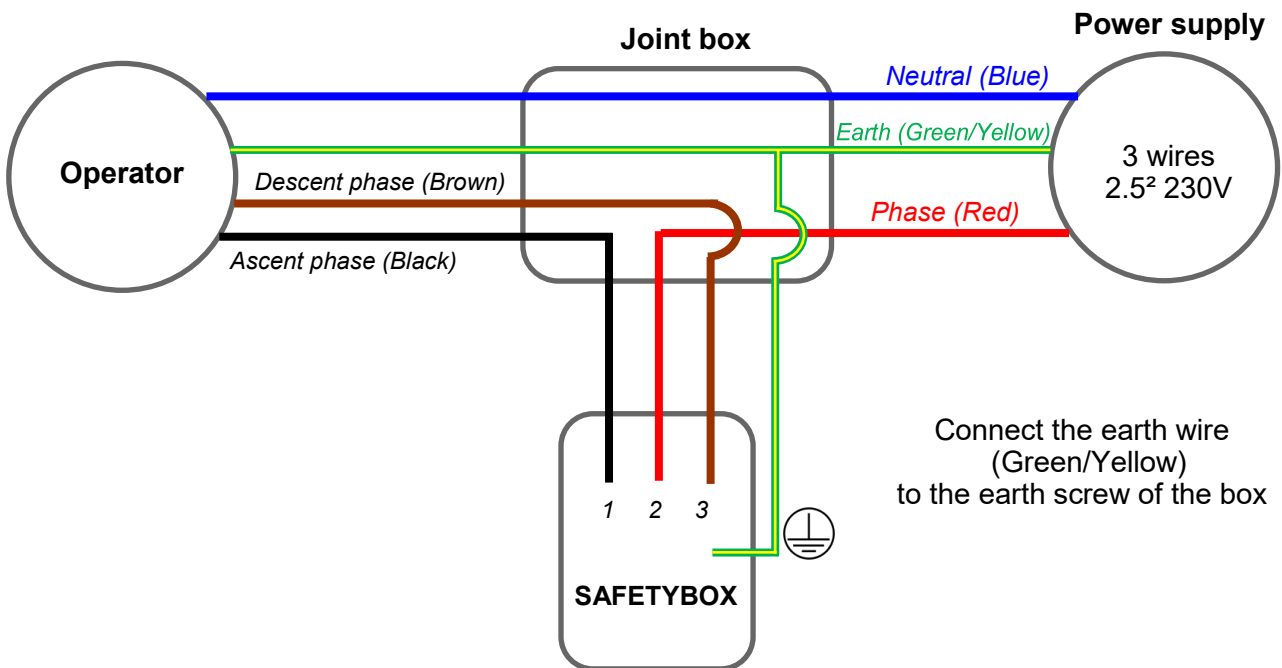 Power supply
Joint box
Neutral (Blue)
Earth (Green/Yellow)
Operator
3 wires
2.5² 230V
Descent phase (Brown)
Phase (Red)
Ascent phase (Black)
Connect the earth wire
(Green/Yellow)
to the earth screw of the box
1 2 3
SAFETYBOX